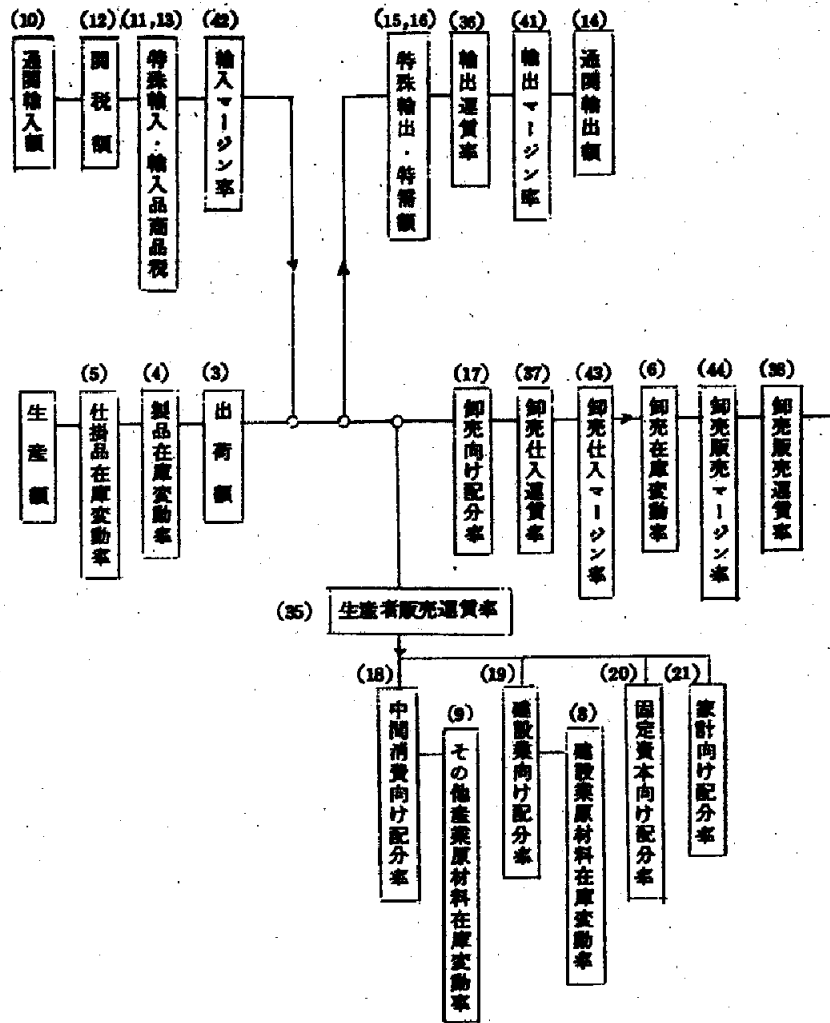 (10)
通関輸入額
(12)
関税額
(11,13)
特殊輸入・輸入品商品税
(42)
輸入マージン率
(15,16)
特殊輸出・特需額
(36)
輸出運賃率
(41)
輸出マージン率
(14)
通関輸出額
生産額
(5)
仕掛品在庫変動率
(4)
製品在庫変動率
(3)
出荷額
(17)
卸売向け配分率
(37)
卸売仕入運賃率
(43)
卸売仕入マージン率
(6)
卸売在庫変動率
(44)
卸売販売マージン率
(38)
卸売販売運賃率
(35)
生産者販売運賃率
(18)
中間消費向け配分率
(9)
その他産業原材料在庫変動率
(19)
建設業向け配分率
(8)
建設業原材料在庫変動率
(20)
固定資本向け配分率
(21)
家計向け配分率